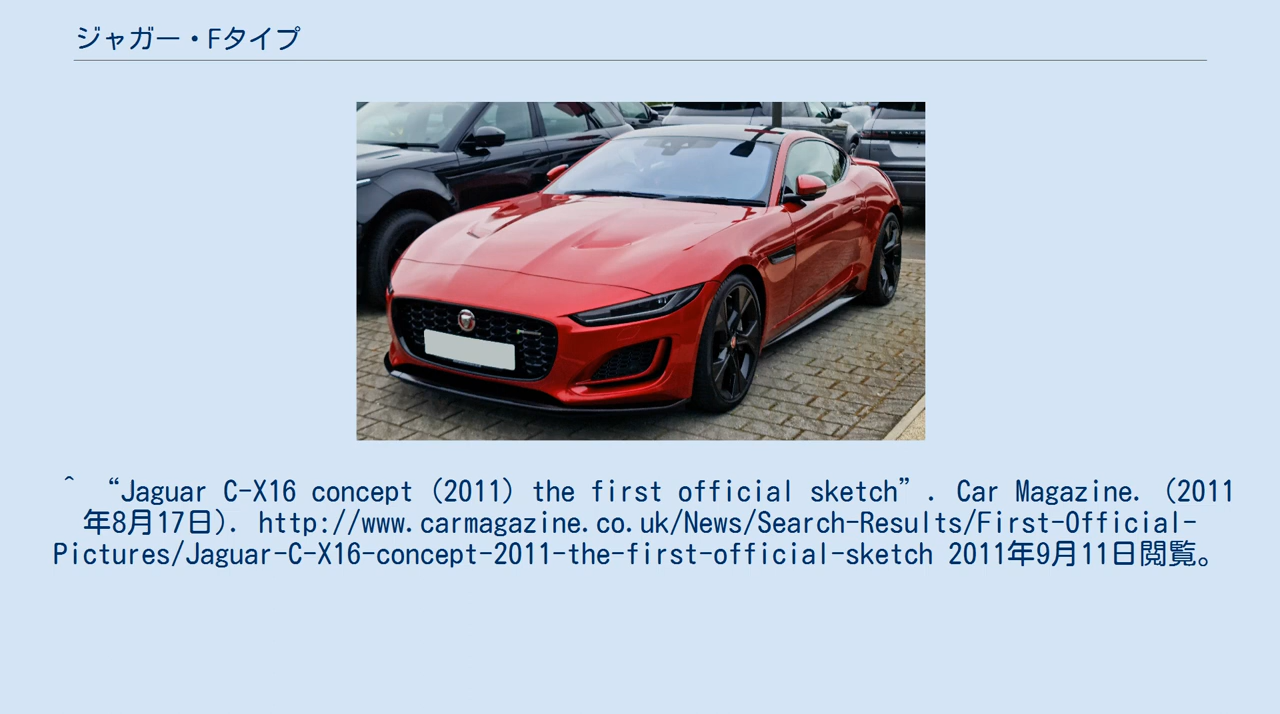 ジャガー・Fタイプ
^ “Jaguar C-X16 concept (2011) the first official sketch”. Car Magazine. (2011
年8月17日). http://www.carmagazine.co.uk/News/Search-Results/First-Official-
Pictures/Jaguar-C-X16-concept-2011-the-first-official-sketch 2011年9月11日閲覧。